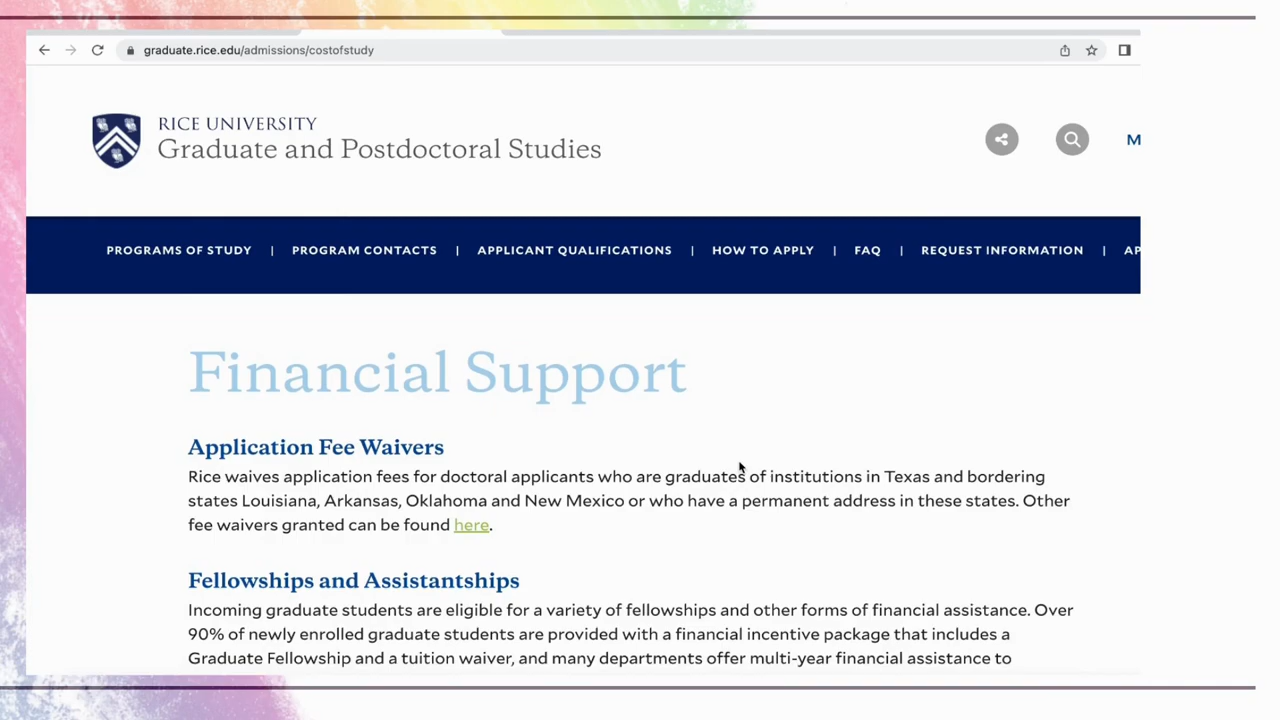 graduate.rice.edu/admissions/costofstudy
RICE UNIVERSITY
Graduate and Postdoctoral Studies
M
PROGRAMS OF STUDY | PROGRAM CONTACTS | APPLICANT QUALIFICATIONS | HOW TO APPLY | FAQ | REQUEST INFORMATION | AP
Financial Support
Application Fee Waivers
Rice waives application fees for doctoral applicants who are graduates of institutions in Texas and bordering
states Louisiana, Arkansas, Oklahoma and New Mexico or who have a permanent address in these states. Other
fee waivers granted can be found here.
Fellowships and Assistantships
Incoming graduate students are eligible for a variety of fellowships and other forms of financial assistance. Over
90% of newly enrolled graduate students are provided with a financial incentive package that includes a
Graduate Fellowship and a tuition waiver, and many departments offer multi-year financial assistance to